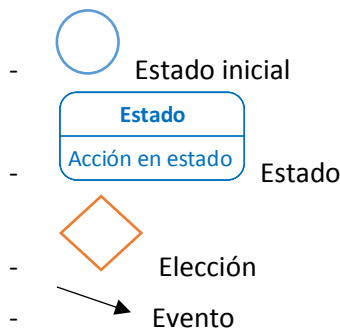 - Estado inicial
Estado
Acción en estado
- Estado
- Elección
- Evento